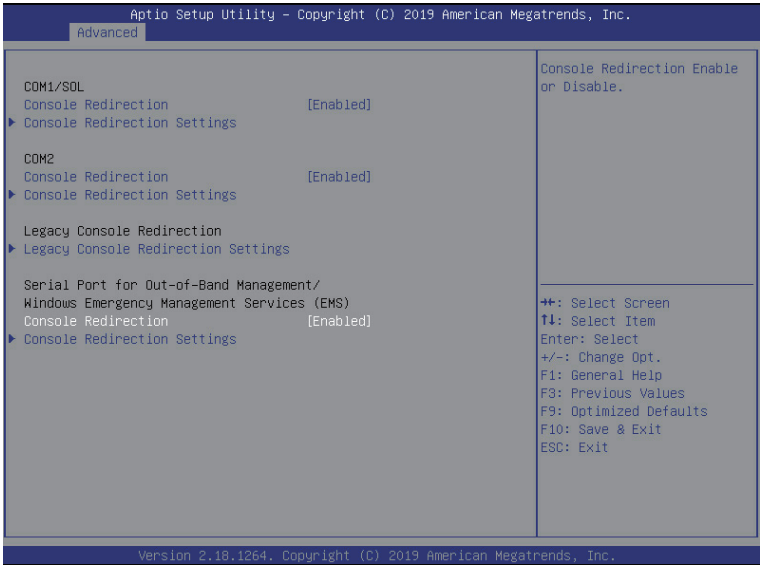 Aptio Setup Utility – Copyright (C) 2019 American Megatrends, Inc.
Advanced
COM1/SOL
Console Redirection [Enabled]
▶ Console Redirection Settings
COM2
Console Redirection [Enabled]
▶ Console Redirection Settings
Legacy Console Redirection
▶ Legacy Console Redirection Settings
Serial Port for Out-of-Band Management/
Windows Emergency Management Services (EMS)
Console Redirection [Enabled]
▶ Console Redirection Settings
Console Redirection Enable
or Disable.
→←: Select Screen
↑↓: Select Item
Enter: Select
+/-: Change Opt.
F1: General Help
F3: Previous Values
F9: Optimized Defaults
F10: Save & Exit
ESC: Exit
Version 2.18.1264. Copyright (C) 2019 American Megatrends, Inc.